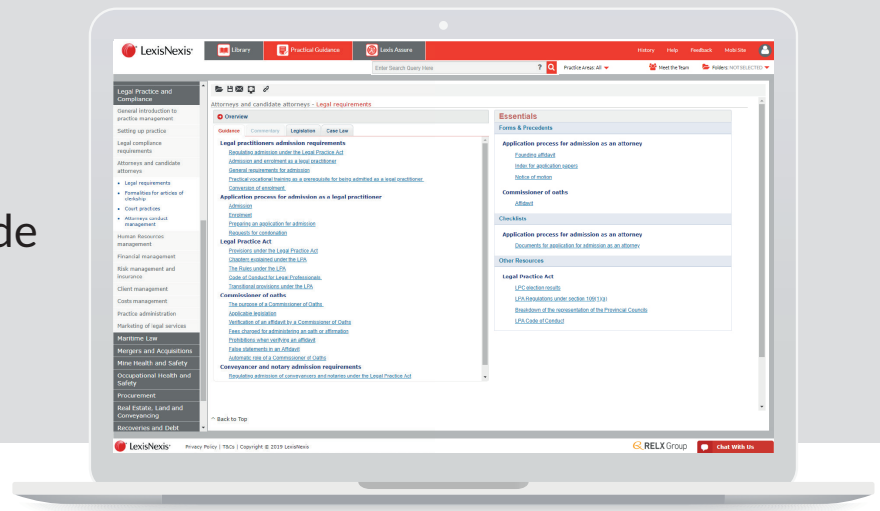 de
LexisNexis®
Library
Practical Guidance
Lexis Assure
History Help Feedback Mobi Site
Enter Search Query Here
?
Practice Areas: All
Meet the Team
Folders: NOT SELECTED
Legal Practice and
Compliance
General introduction to
practice management
Setting up practice
Legal compliance
requirements
Attorneys and candidate
attorneys
• Legal requirements
• Formalities for articles of
clerkship
• Court practices
• Attorneys conduct
management
Human Resources
management
Financial management
Risk management and
insurance
Client management
Costs management
Practice administration
Marketing of legal services
Maritime Law
Mergers and Acquisitions
Mine Health and Safety
Occupational Health and
Safety
Procurement
Real Estate, Land and
Conveyancing
Recoveries and Debt
Attorneys and candidate attorneys - Legal requirements
Overview
Guidance Commentary Legislation Case Law
Legal practitioners admission requirements
Regulating admission under the Legal Practice Act
Admission and enrolment as a legal practitioner
General requirements for admission
Practical vocational training as a prerequisite for being admitted as a legal practitioner
Conversion of enrolment
Application process for admission as a legal practitioner
Admission
Enrolment
Preparing an application for admission
Requests for condonation
Legal Practice Act
Provisions under the Legal Practice Act
Chapters explained under the LPA
The Rules under the LPA
Code of Conduct for Legal Professionals
Transitional provisions under the LPA
Commissioner of oaths
The purpose of a Commissioner of Oaths
Applicable legislation
Verification of an affidavit by a Commissioner of Oaths
Fees charged for administering an oath or affirmation
Prohibitions when verifying an affidavit
False statements in an Affidavit
Automatic role of a Commissioner of Oaths
Conveyancer and notary admission requirements
Regulating admission of conveyancers and notaries under the Legal Practice Act
Essentials
Forms & Precedents
Application process for admission as an attorney
Founding affidavit
Index for application papers
Notice of motion
Commissioner of oaths
Affidavit
Checklists
Application process for admission as an attorney
Documents for application for admission as an attorney
Other Resources
Legal Practice Act
LPC election results
LPA Regulations under section 109(1)(a)
Breakdown of the representation of the Provincial Councils
LPA Code of Conduct
^ Back to Top
LexisNexis®
Privacy Policy | T&Cs | Copyright © 2019 LexisNexis
RELX Group
Chat With Us